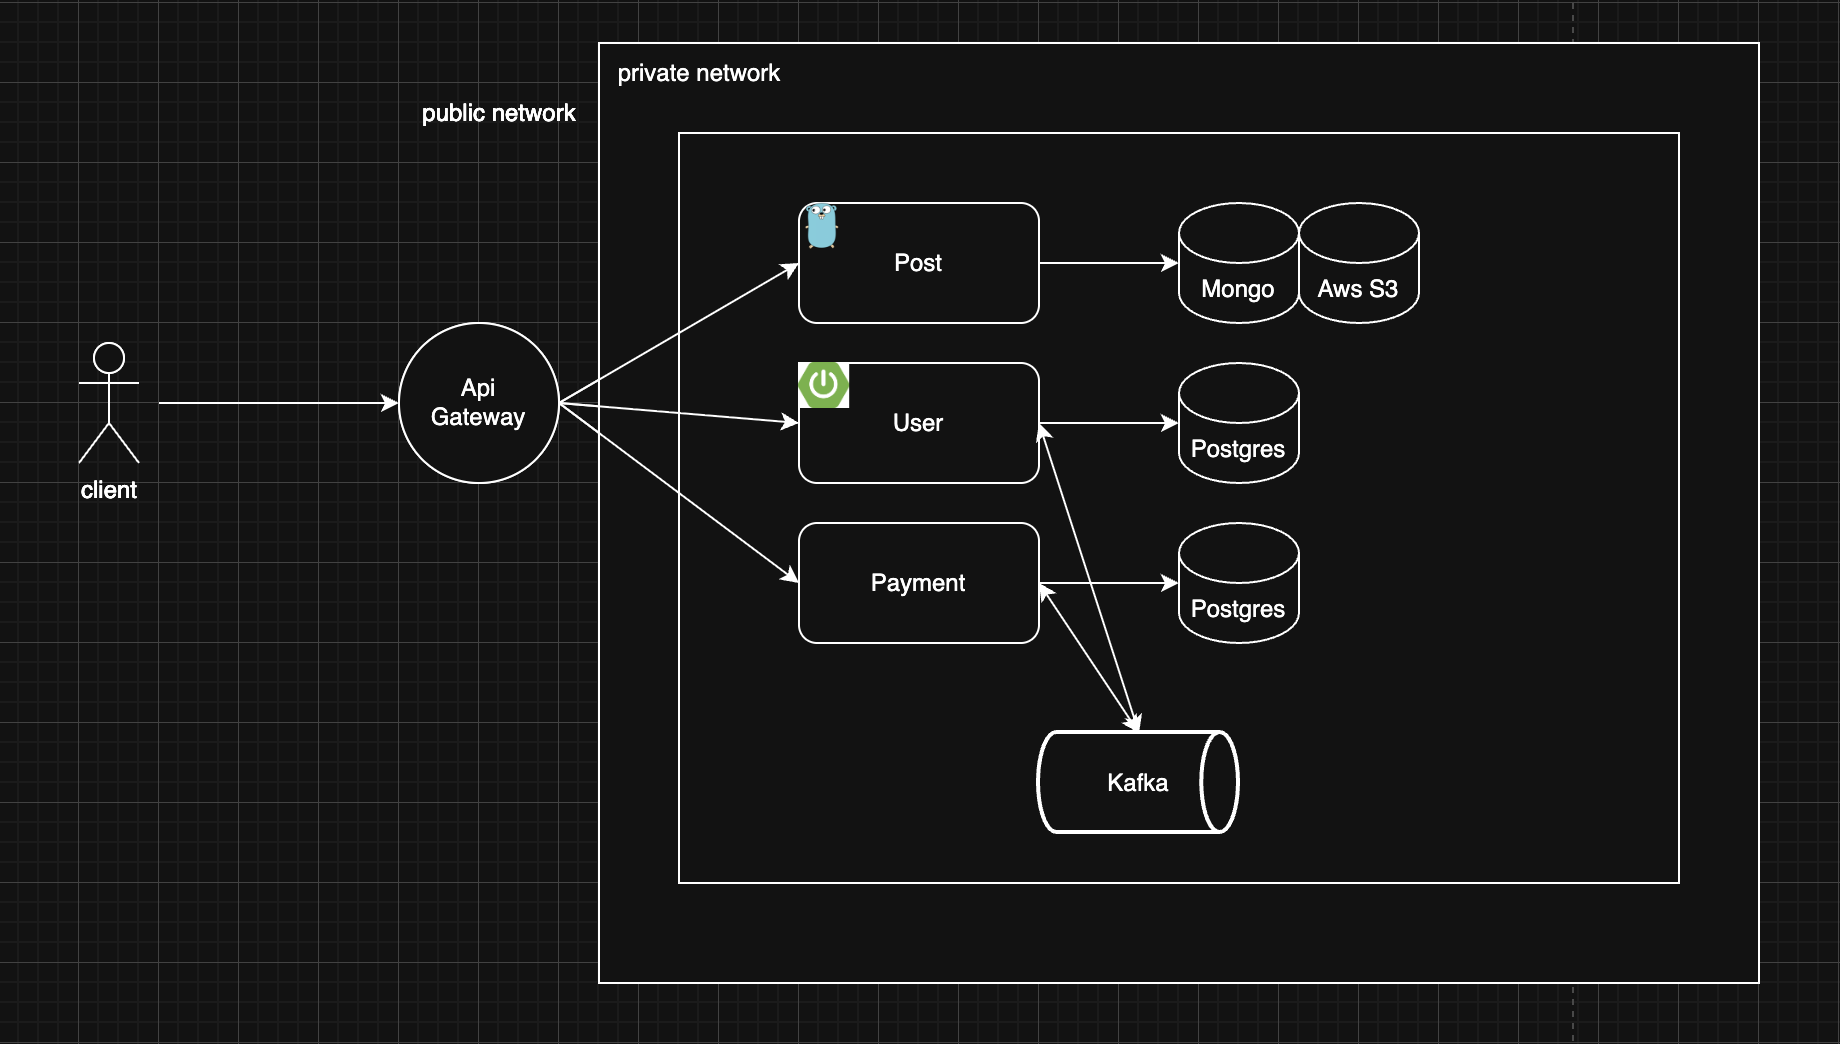 private network
public network
Post
Mongo
Aws S3
Api
Gateway
User
Postgres
client
Payment
Postgres
Kafka